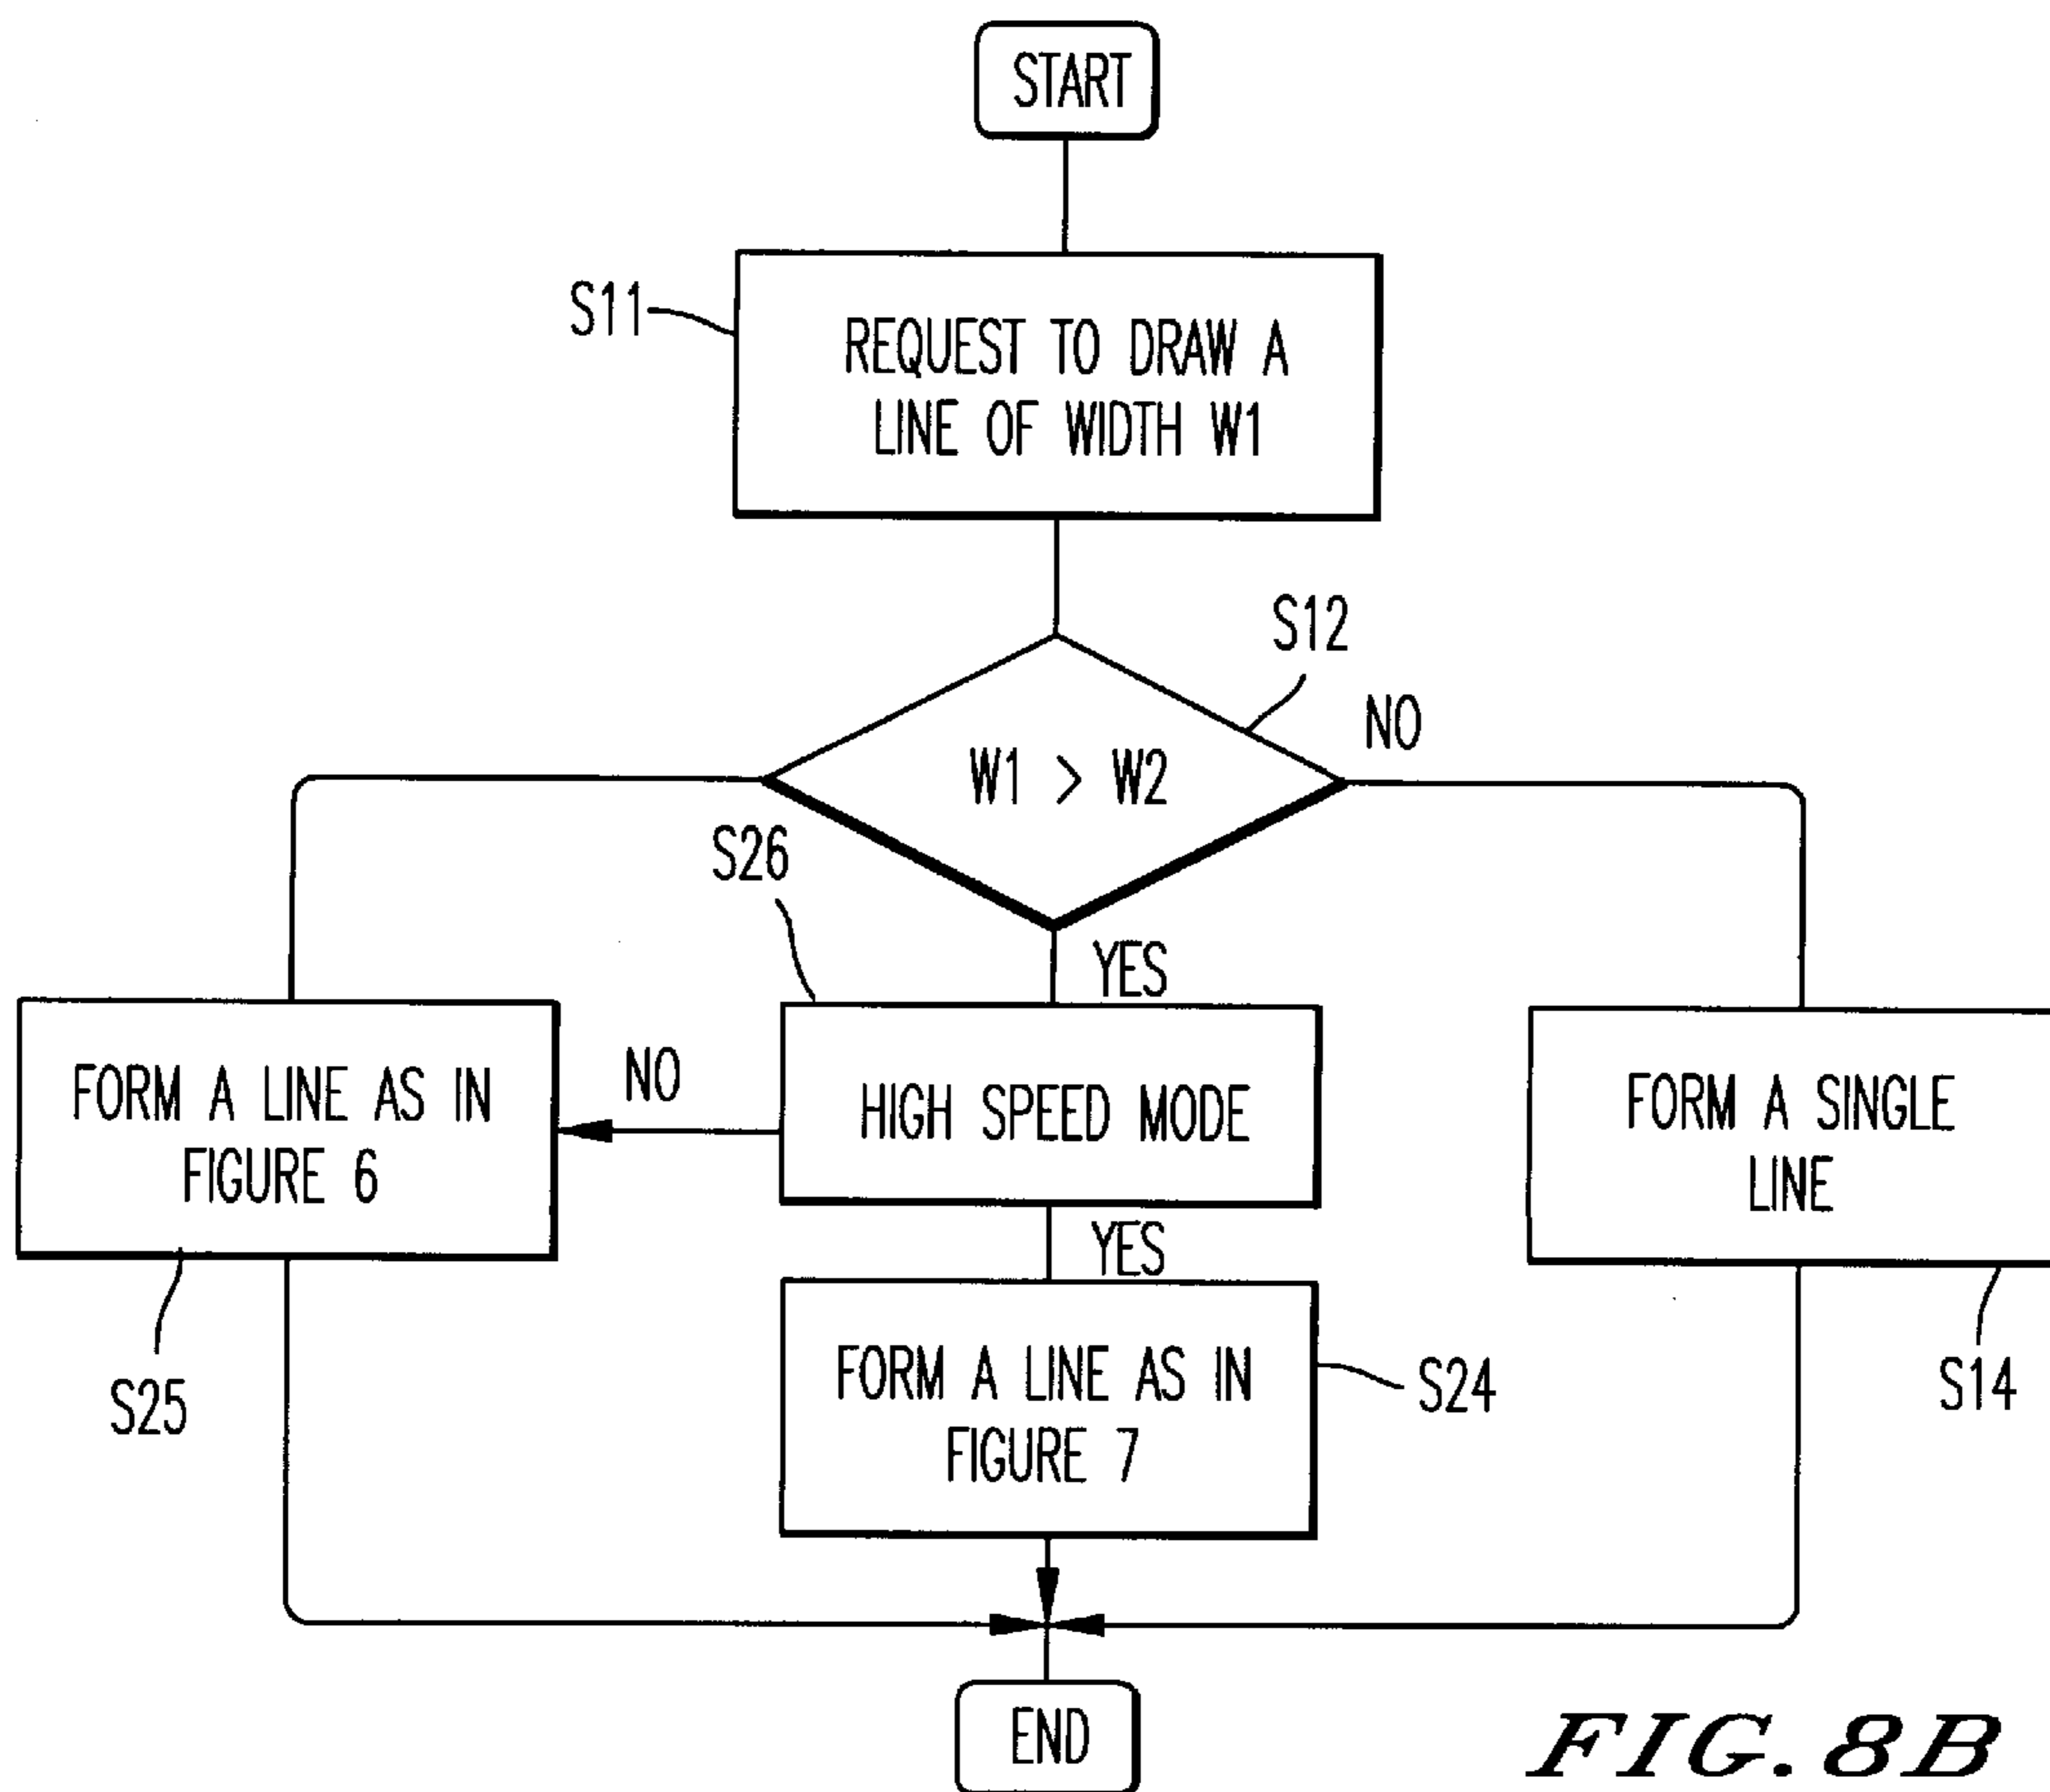 START
S11
REQUEST TO DRAW A
LINE OF WIDTH W1
S12
NO
W1 > W2
S26
YES
FORM A LINE AS IN
FIGURE 6
NO
HIGH SPEED MODE
FORM A SINGLE
LINE
YES
S25
FORM A LINE AS IN
FIGURE 7
S24
S14
END
FIG. 8B